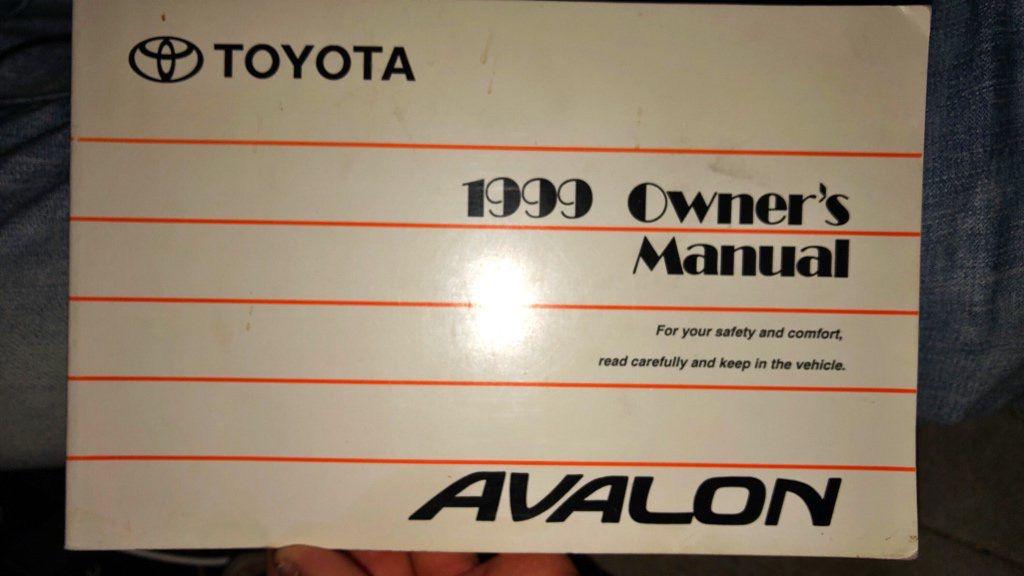 TOYOTA
1999 Owner's
Manual
For your safety and comfort,
read carefully and keep in the vehicle.
AVALON